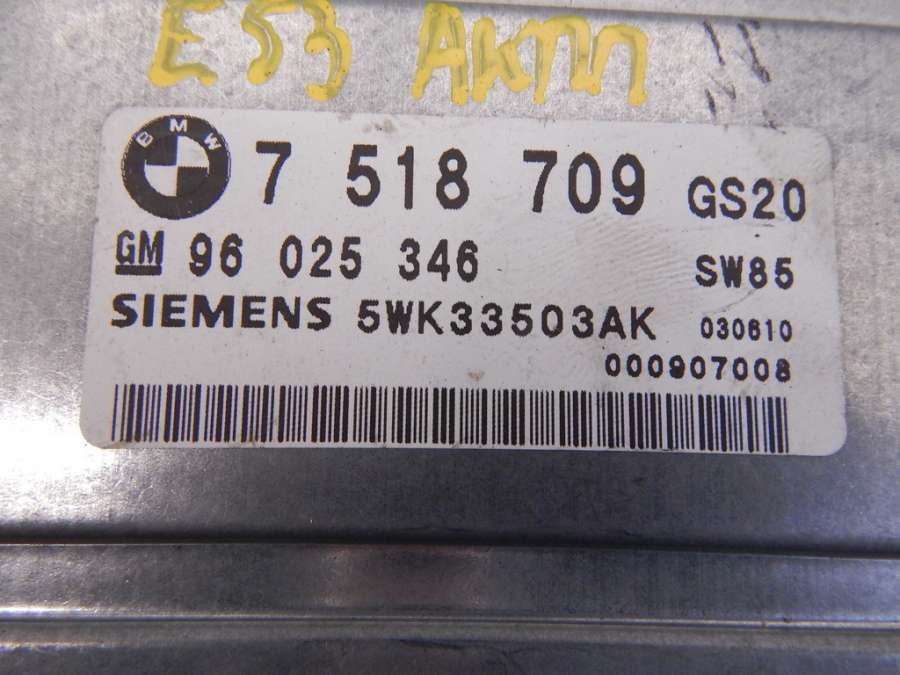 E53 АКПП
BMW 7 518 709 GS20
GM 96 025 346 SW85
SIEMENS 5WK33503AK 030610
000907008